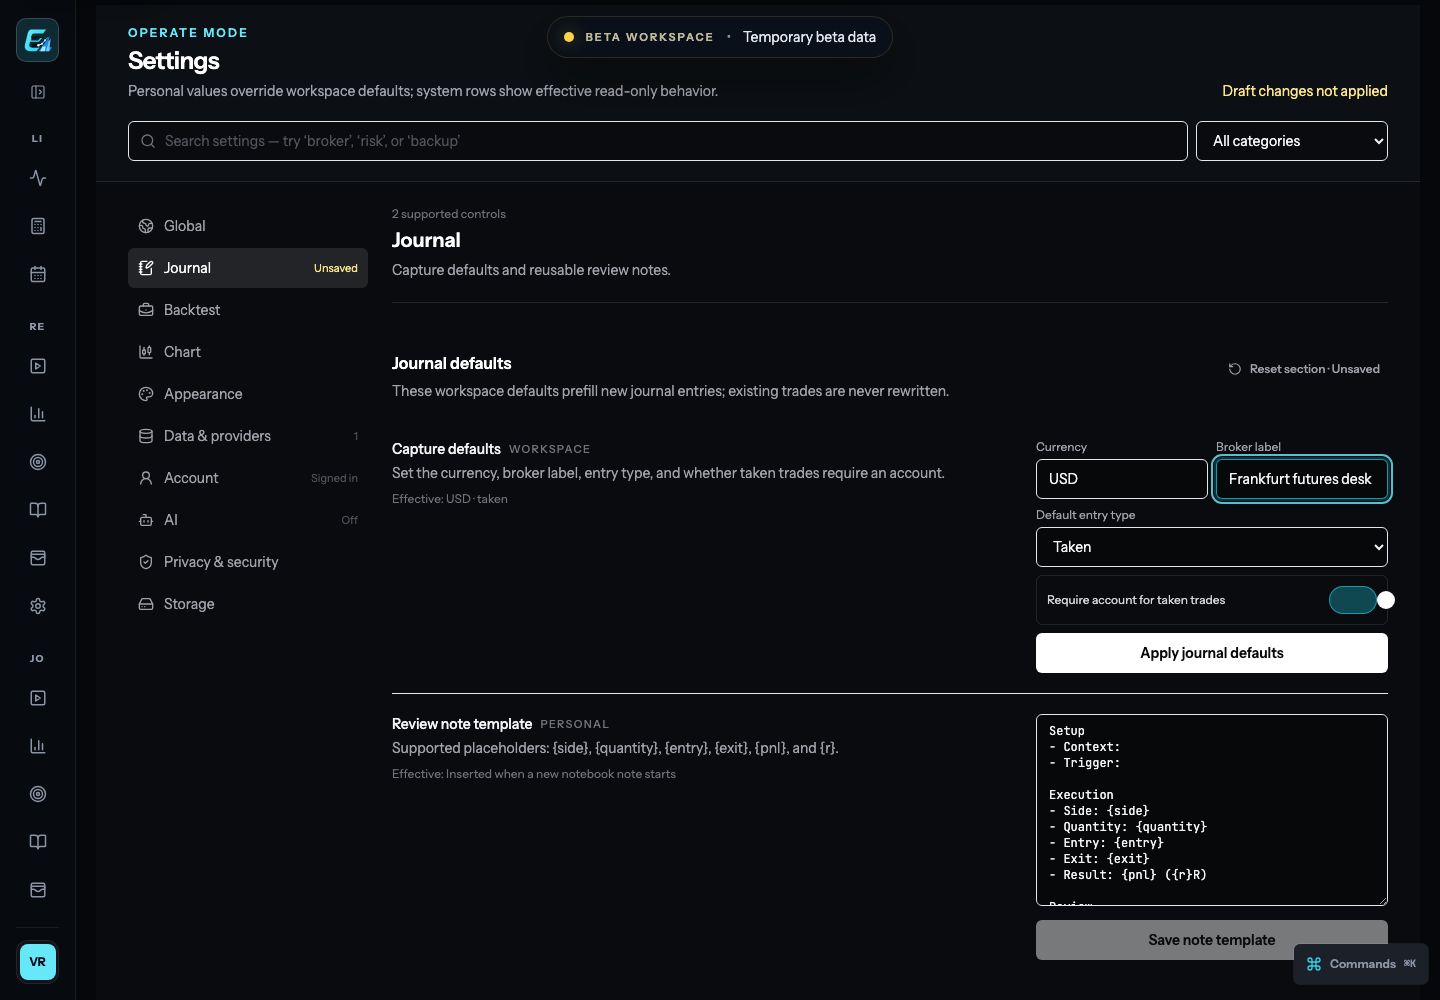 OPERATE MODE
Settings
Personal values override workspace defaults; system rows show effective read-only behavior.
BETA WORKSPACE · Temporary beta data
Draft changes not applied
Search settings — try ‘broker’, ‘risk’, or ‘backup’
All categories
LI
RE
JO
VR
Global
Journal Unsaved
Backtest
Chart
Appearance
Data & providers 1
Account Signed in
AI Off
Privacy & security
Storage
2 supported controls
Journal
Capture defaults and reusable review notes.
Journal defaults
These workspace defaults prefill new journal entries; existing trades are never rewritten.
Reset section · Unsaved
Capture defaults WORKSPACE
Set the currency, broker label, entry type, and whether taken trades require an account.
Effective: USD · taken
Currency
USD
Broker label
Frankfurt futures desk
Default entry type
Taken
Require account for taken trades
Apply journal defaults
Review note template PERSONAL
Supported placeholders: {side}, {quantity}, {entry}, {exit}, {pnl}, and {r}.
Effective: Inserted when a new notebook note starts
Setup
- Context:
- Trigger:
Execution
- Side: {side}
- Quantity: {quantity}
- Entry: {entry}
- Exit: {exit}
- Result: {pnl} ({r}R)
Review
Save note template
Commands ⌘K